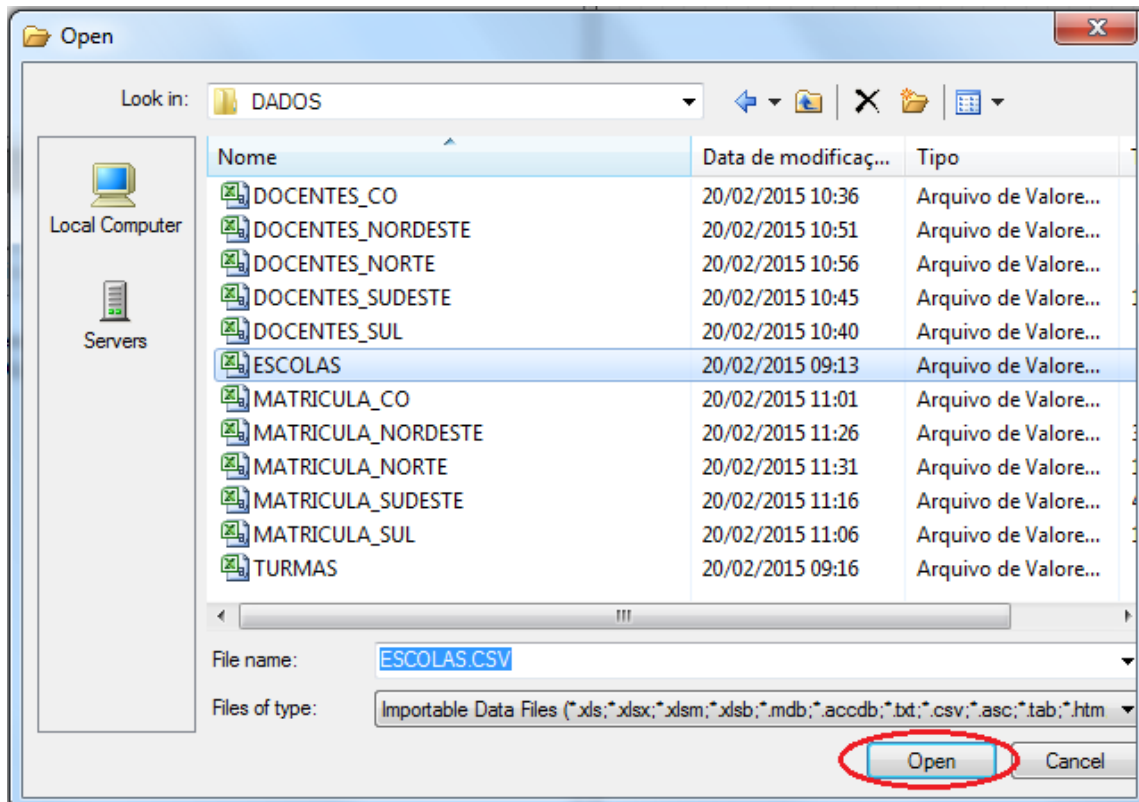 Open
Look in: DADOS
Nome Data de modificaç... Tipo
DOCENTES_CO 20/02/2015 10:36 Arquivo de Valore...
Local Computer DOCENTES_NORDESTE 20/02/2015 10:51 Arquivo de Valore...
DOCENTES_NORTE 20/02/2015 10:56 Arquivo de Valore...
DOCENTES_SUDESTE 20/02/2015 10:45 Arquivo de Valore...
Servers DOCENTES_SUL 20/02/2015 10:40 Arquivo de Valore...
ESCOLAS 20/02/2015 09:13 Arquivo de Valore...
MATRICULA_CO 20/02/2015 11:01 Arquivo de Valore...
MATRICULA_NORDESTE 20/02/2015 11:26 Arquivo de Valore...
MATRICULA_NORTE 20/02/2015 11:31 Arquivo de Valore...
MATRICULA_SUDESTE 20/02/2015 11:16 Arquivo de Valore...
MATRICULA_SUL 20/02/2015 11:06 Arquivo de Valore...
TURMAS 20/02/2015 09:16 Arquivo de Valore...
File name: ESCOLAS.CSV
Files of type: Importable Data Files (*.xls;*.xlsx;*.xlsm;*.xlsb;*.mdb;*.accdb;*.txt;*.csv;*.asc;*.tab;*.htm
Open Cancel